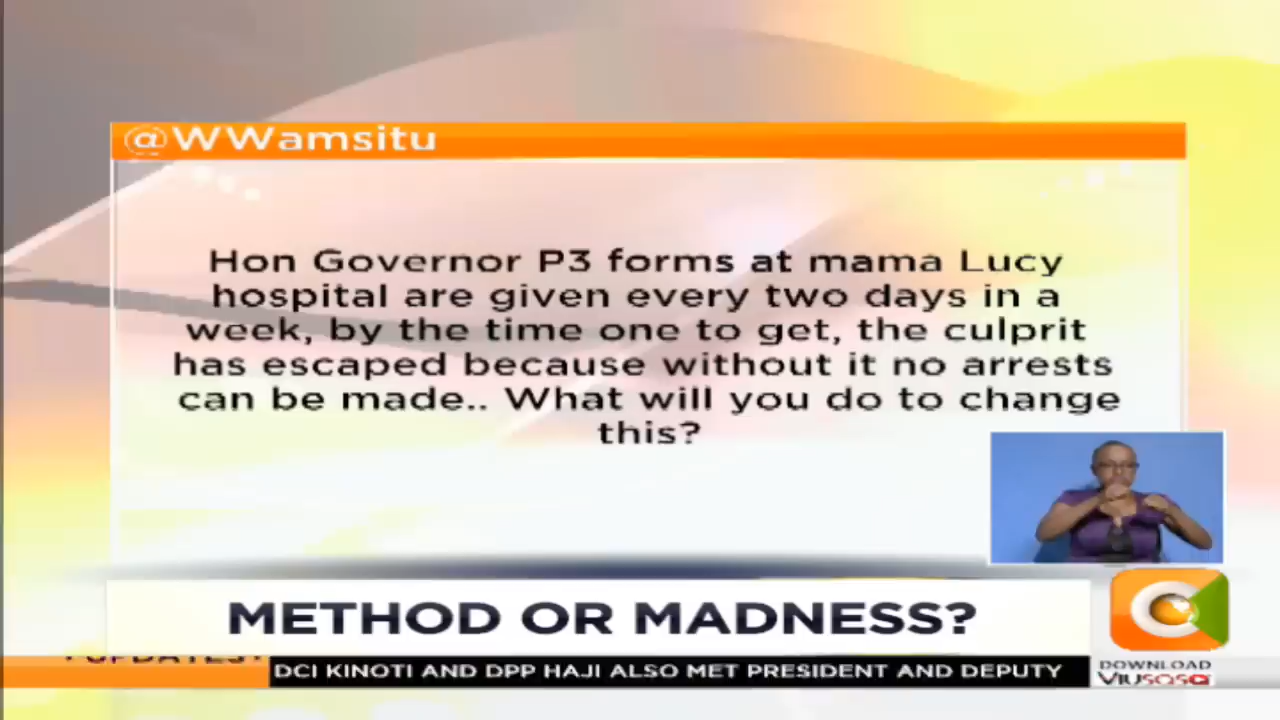 @WWamsitu
Hon Governor P3 forms at mama Lucy
hospital are given every two days in a
week, by the time one to get, the culprit
has escaped because without it no arrests
can be made.. What will you do to change
this?
METHOD OR MADNESS?
DCI KINOTI AND DPP HAJI ALSO MET PRESIDENT AND DEPUTY
DOWNLOAD
VIUSASA